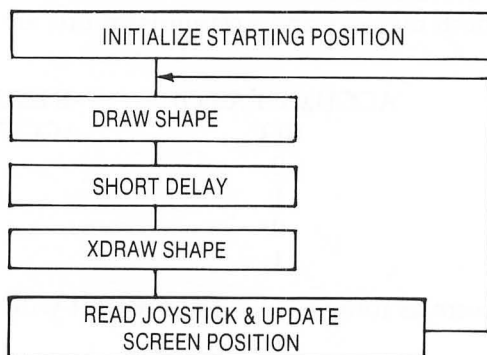 INITIALIZE STARTING POSITION
DRAW SHAPE
SHORT DELAY
XDRAW SHAPE
READ JOYSTICK & UPDATE
SCREEN POSITION